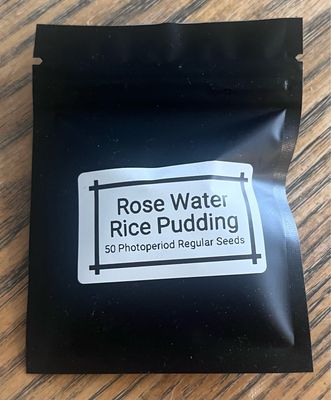 Rose Water
Rice Pudding
50 Photoperiod Regular Seeds